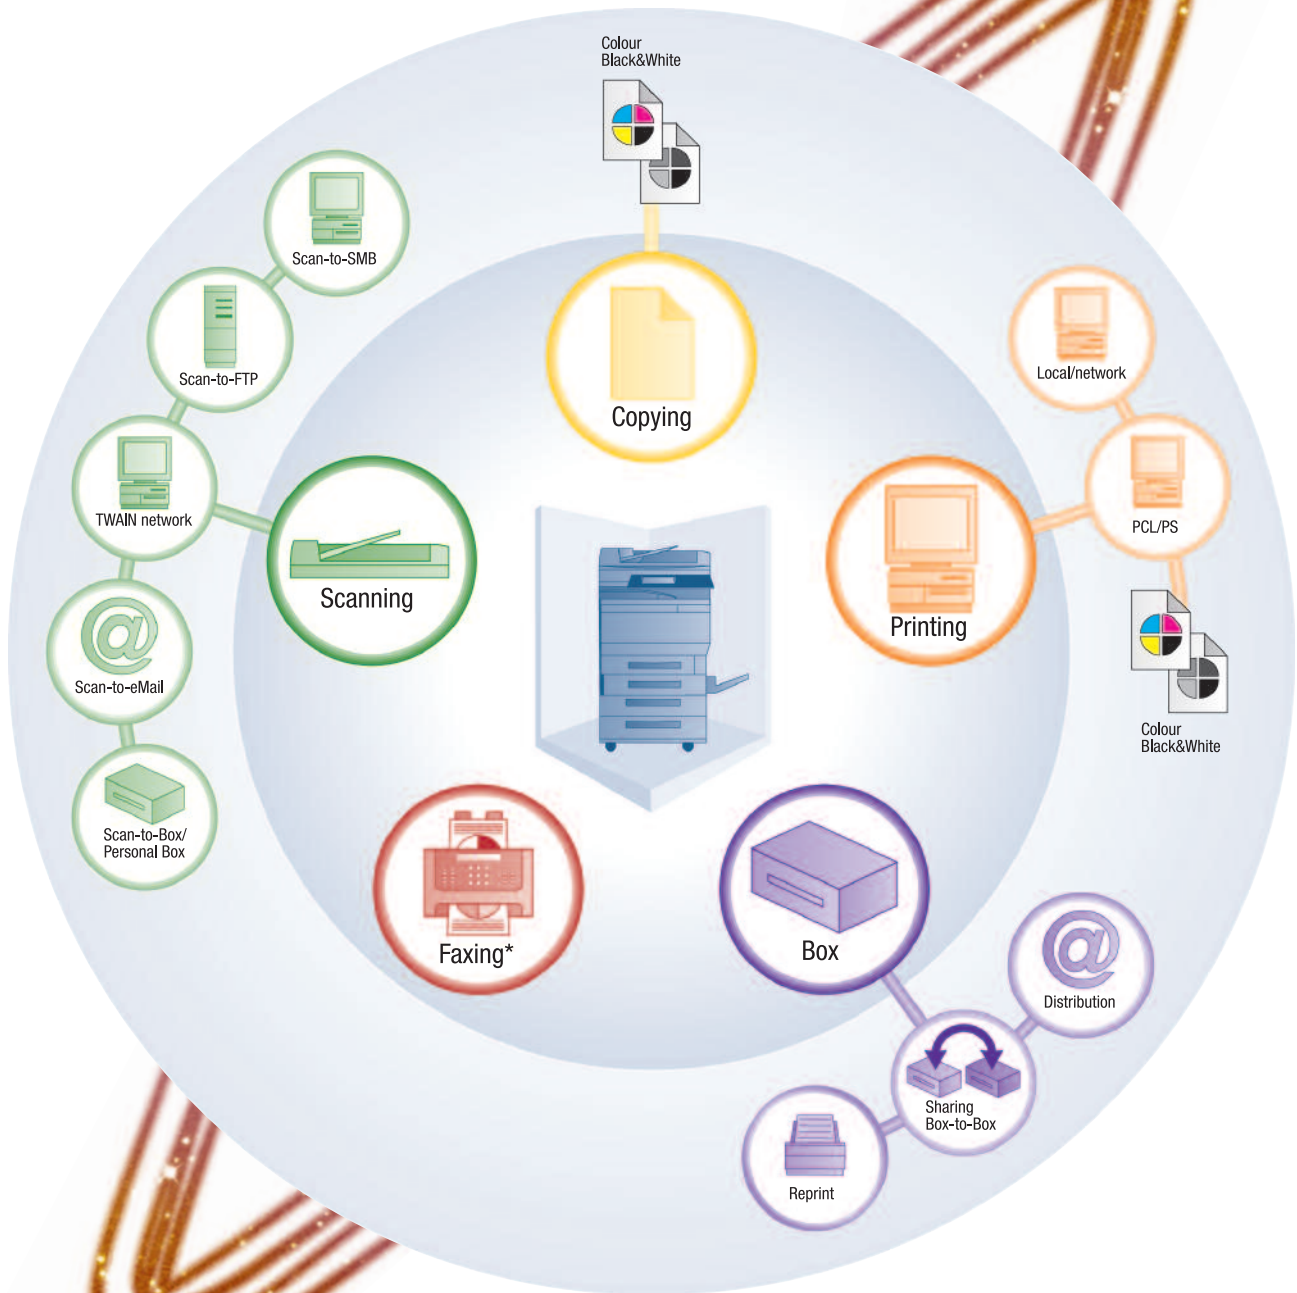 Colour
Black&White
Scan-to-SMB
Scan-to-FTP
TWAIN network
Scan-to-eMail
Scan-to-Box/
Personal Box
Scanning
Copying
Local/network
PCL/PS
Printing
Colour
Black&White
Faxing*
Box
Distribution
Sharing
Box-to-Box
Reprint